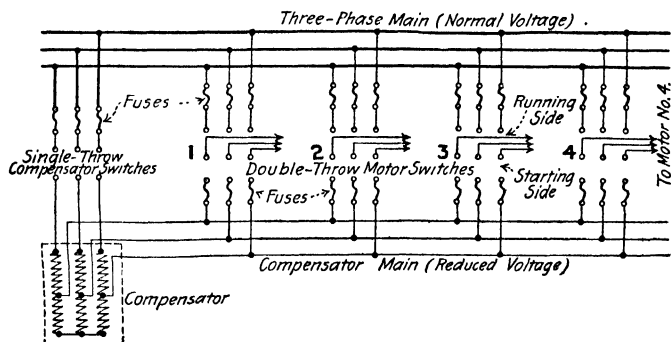 Three-Phase Main (Normal Voltage).
Fuses
Running
Side
1
2
3
4
Single-Throw
Compensator Switches
Double-Throw Motor Switches
Fuses
Starting
Side
To Motor No. 4.
Compensator Main (Reduced Voltage)
Compensator